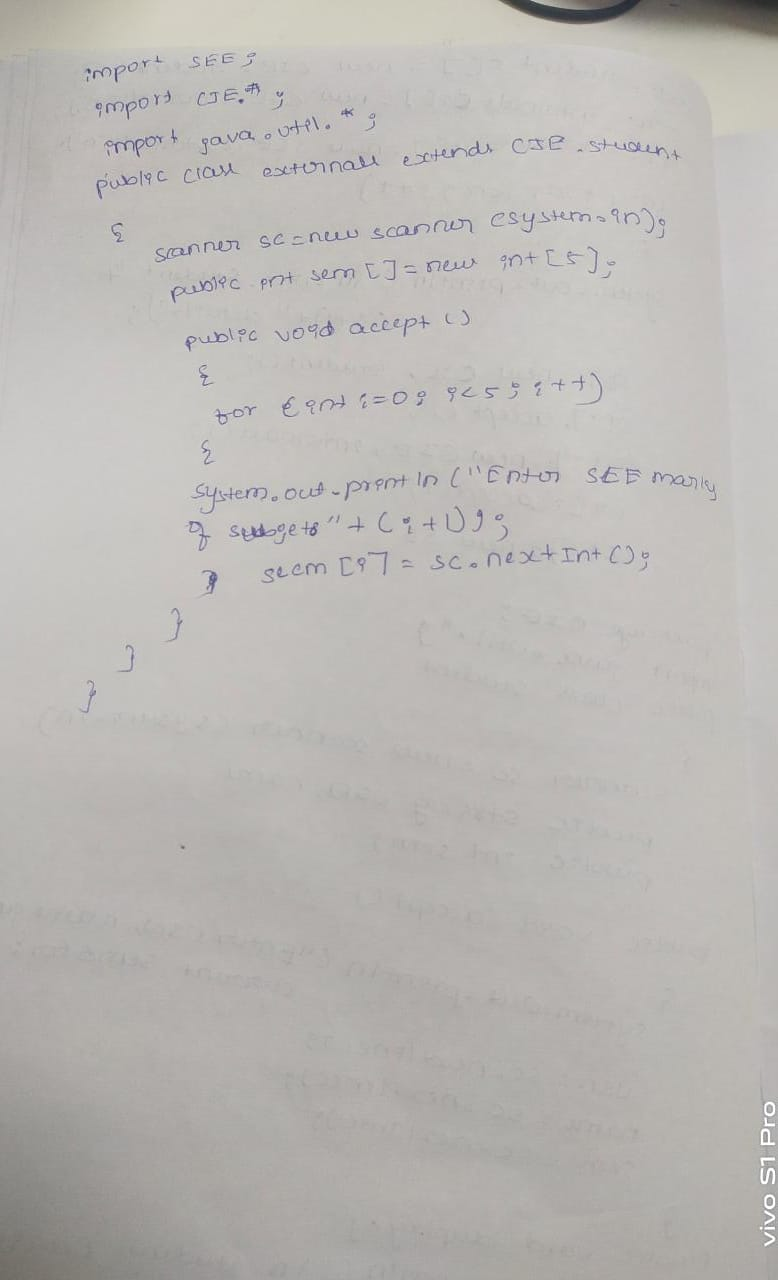 import SEE;
import CIE.*;
import java.util.*;
public class externals extends CIE.student
{
scanner sc=new scanner (system.in);
public int sem []=new int [5];
public void accept ()
{
for (int i=0; i<5; i++)
{
system.out.println ("Enter SEE marks
of subgets"+(i+1));
seem [i] = sc.nextInt();
}
}
}
vivo S1 Pro